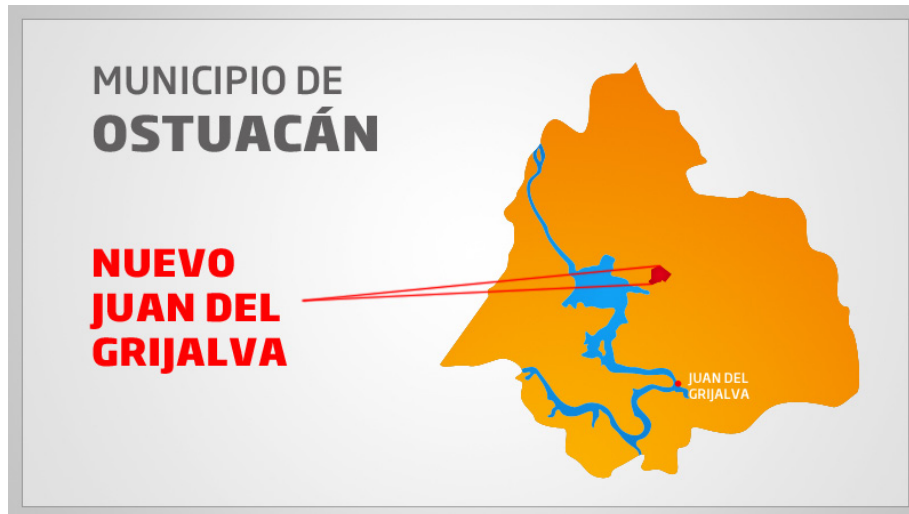 MUNICIPIO DE
OSTUACÁN
NUEVO
JUAN DEL
GRIJALVA
JUAN DEL
GRIJALVA